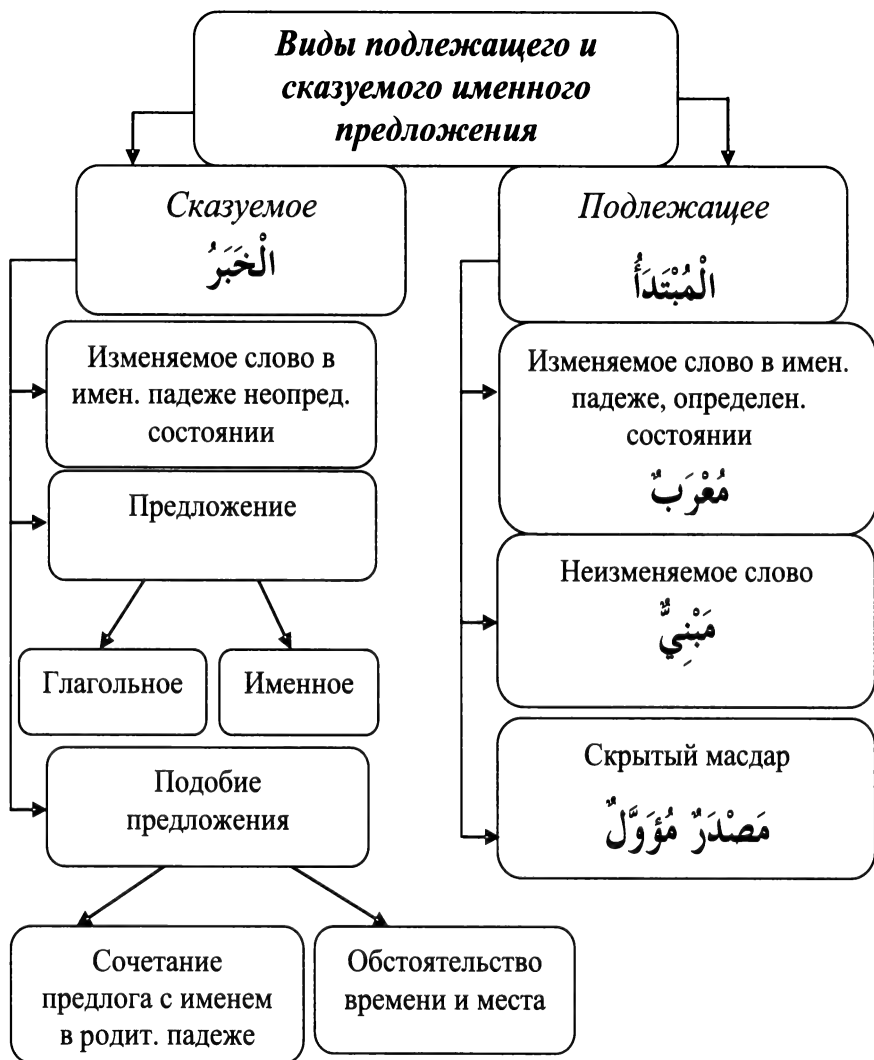 Виды подлежащего и
сказуемого именного
предложения
Сказуемое
الْخَبَرُ
Изменяемое слово в
имен. падеже неопред.
состоянии
Предложение
Глагольное
Именное
Подобие
предложения
Сочетание
предлога с именем
в родит. падеже
Обстоятельство
времени и места
Подлежащее
الْمُبْتَدَأُ
Изменяемое слово в имен.
падеже, определен.
состоянии
مُعْرَبٌ
Неизменяемое слово
مَبْنِيٌّ
Скрытый масдар
مَصْدَرٌ مُؤَوَّلٌ